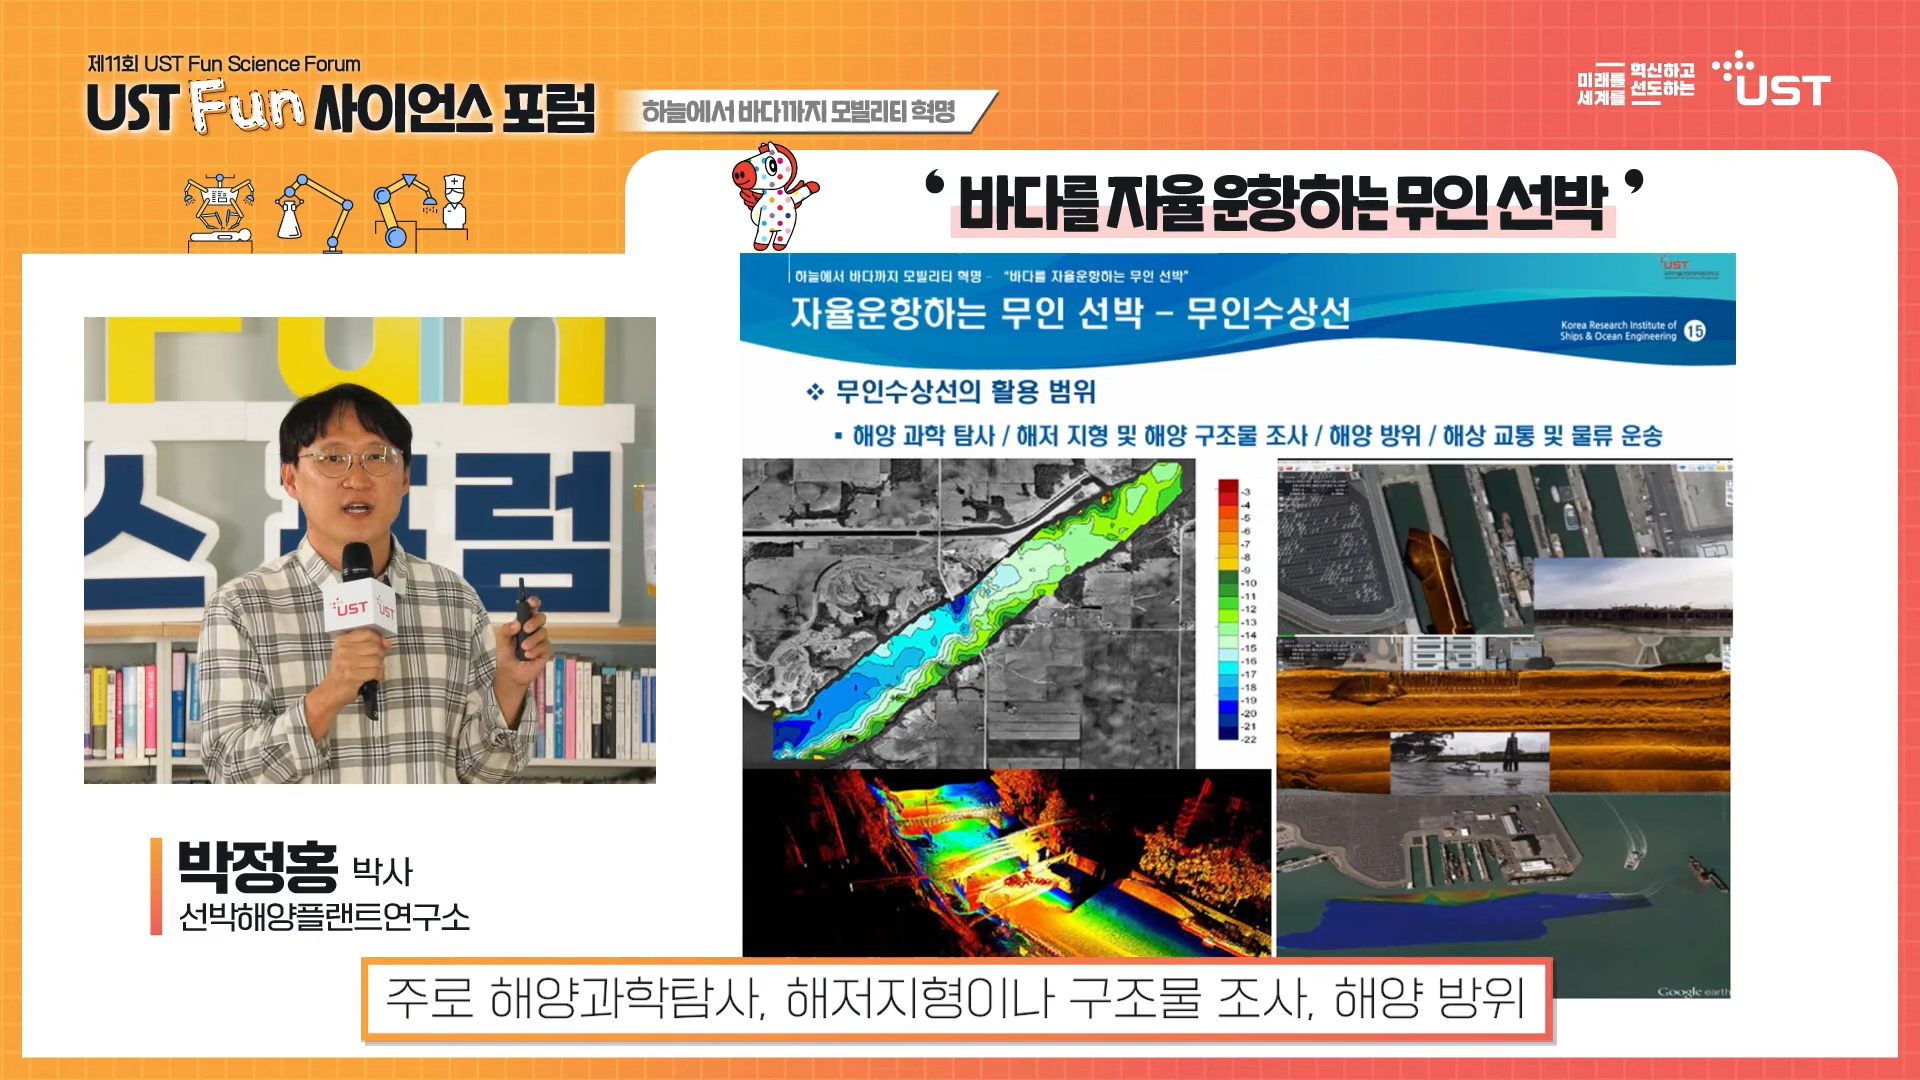 제11회 UST Fun Science Forum
UST Fun 사이언스 포럼
하늘에서 바다까지 모빌리티 혁명
미래를 혁신하고
세계를 선도하는
UST
‘ 바다를 자율 운항하는 무인 선박 ’
하늘에서 바다까지 모빌리티 혁명 - “바다를 자율운항하는 무인 선박”
자율운항하는 무인 선박 - 무인수상선
UST
Korea Research Institute of
Ships & Ocean Engineering
15
❖ 무인수상선의 활용 범위
▪ 해양 과학 탐사 / 해저 지형 및 해양 구조물 조사 / 해양 방위 / 해상 교통 및 물류 운송
-3
-4
-5
-6
-7
-8
-9
-10
-11
-12
-13
-14
-15
-16
-17
-18
-19
-20
-21
-22
Google earth
Fun
스 포럼
UST UST
박정홍 박사
선박해양플랜트연구소
주로 해양과학탐사, 해저지형이나 구조물 조사, 해양 방위